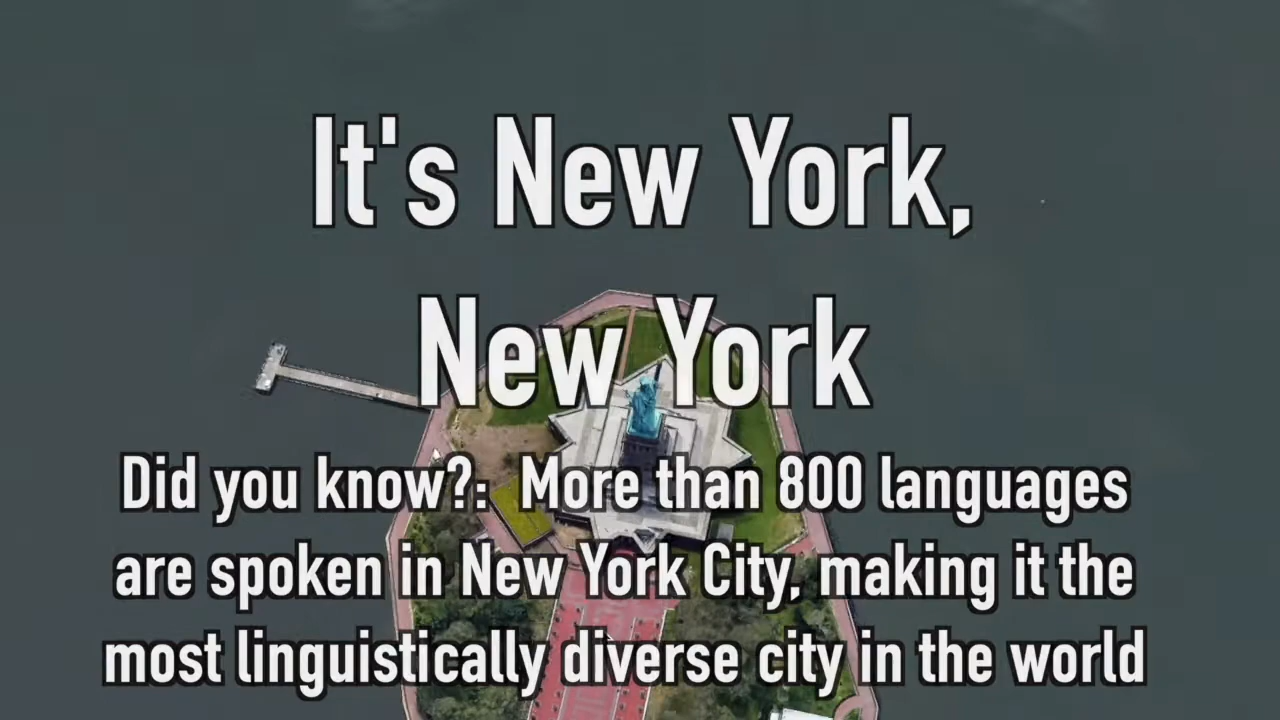 It's New York,
New York
Did you know?: More than 800 languages
are spoken in New York City, making it the
most linguistically diverse city in the world